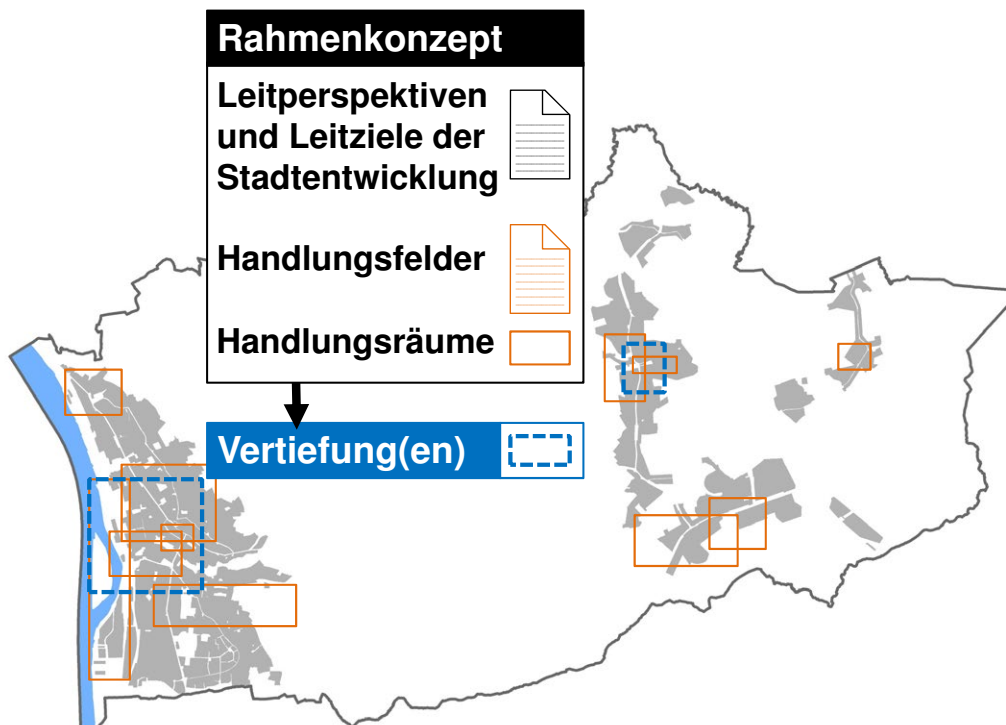 Rahmenkonzept
Leitperspektiven
und Leitziele der
Stadtentwicklung
Handlungsfelder
Handlungsräume
Vertiefung(en)